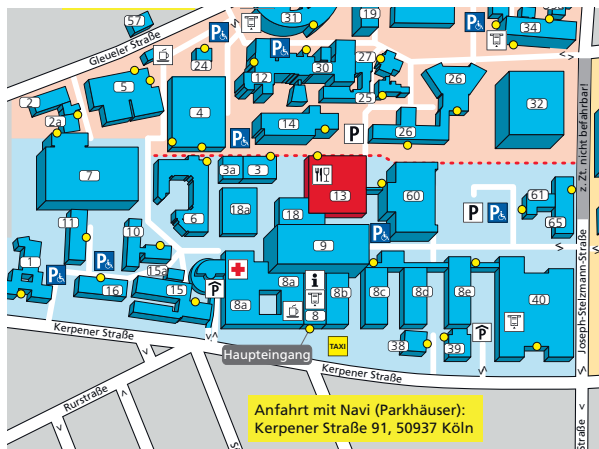 57
31
19
34
Gleueler Straße
P
P
P
24
12
30
27
26
5
25
32
2
2a
4
14
P
26
P
z. Zt. nicht befahrbar!
7
3a
3
13
6
18a
18
60
61
P
P
65
11
10
9
P
1
P
P
15a
16
15
P
8a
8a
i
8
8b
8c
8d
8e
40
P
Joseph-Stelzmann-Straße
Kerpener Straße
38
39
Haupteingang
TAXI
Kerpener Straße
Rurstraße
Anfahrt mit Navi (Parkhäuser):
Kerpener Straße 91, 50937 Köln